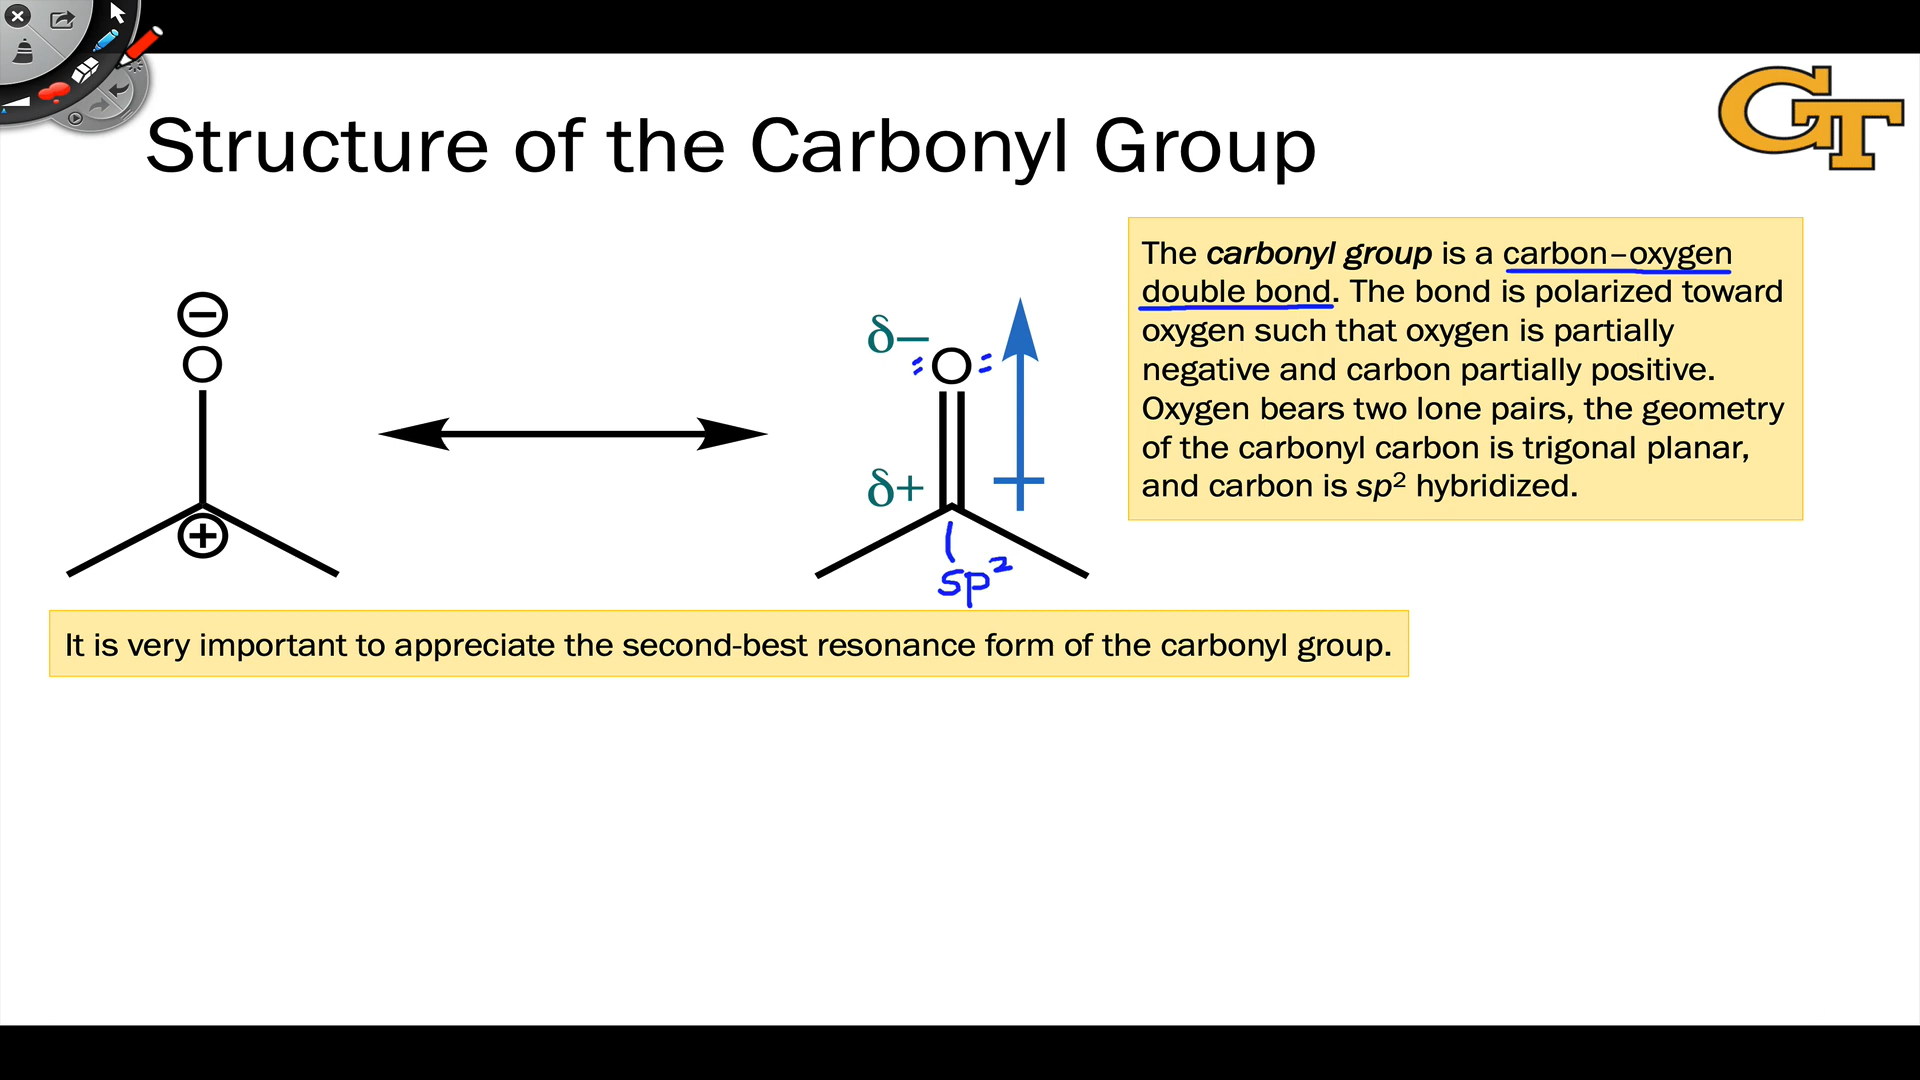 Structure of the Carbonyl Group
GT
The carbonyl group is a carbon–oxygen
double bond. The bond is polarized toward
oxygen such that oxygen is partially
negative and carbon partially positive.
Oxygen bears two lone pairs, the geometry
of the carbonyl carbon is trigonal planar,
and carbon is sp² hybridized.
−
O
+
δ−
O
δ+
sp²
It is very important to appreciate the second-best resonance form of the carbonyl group.